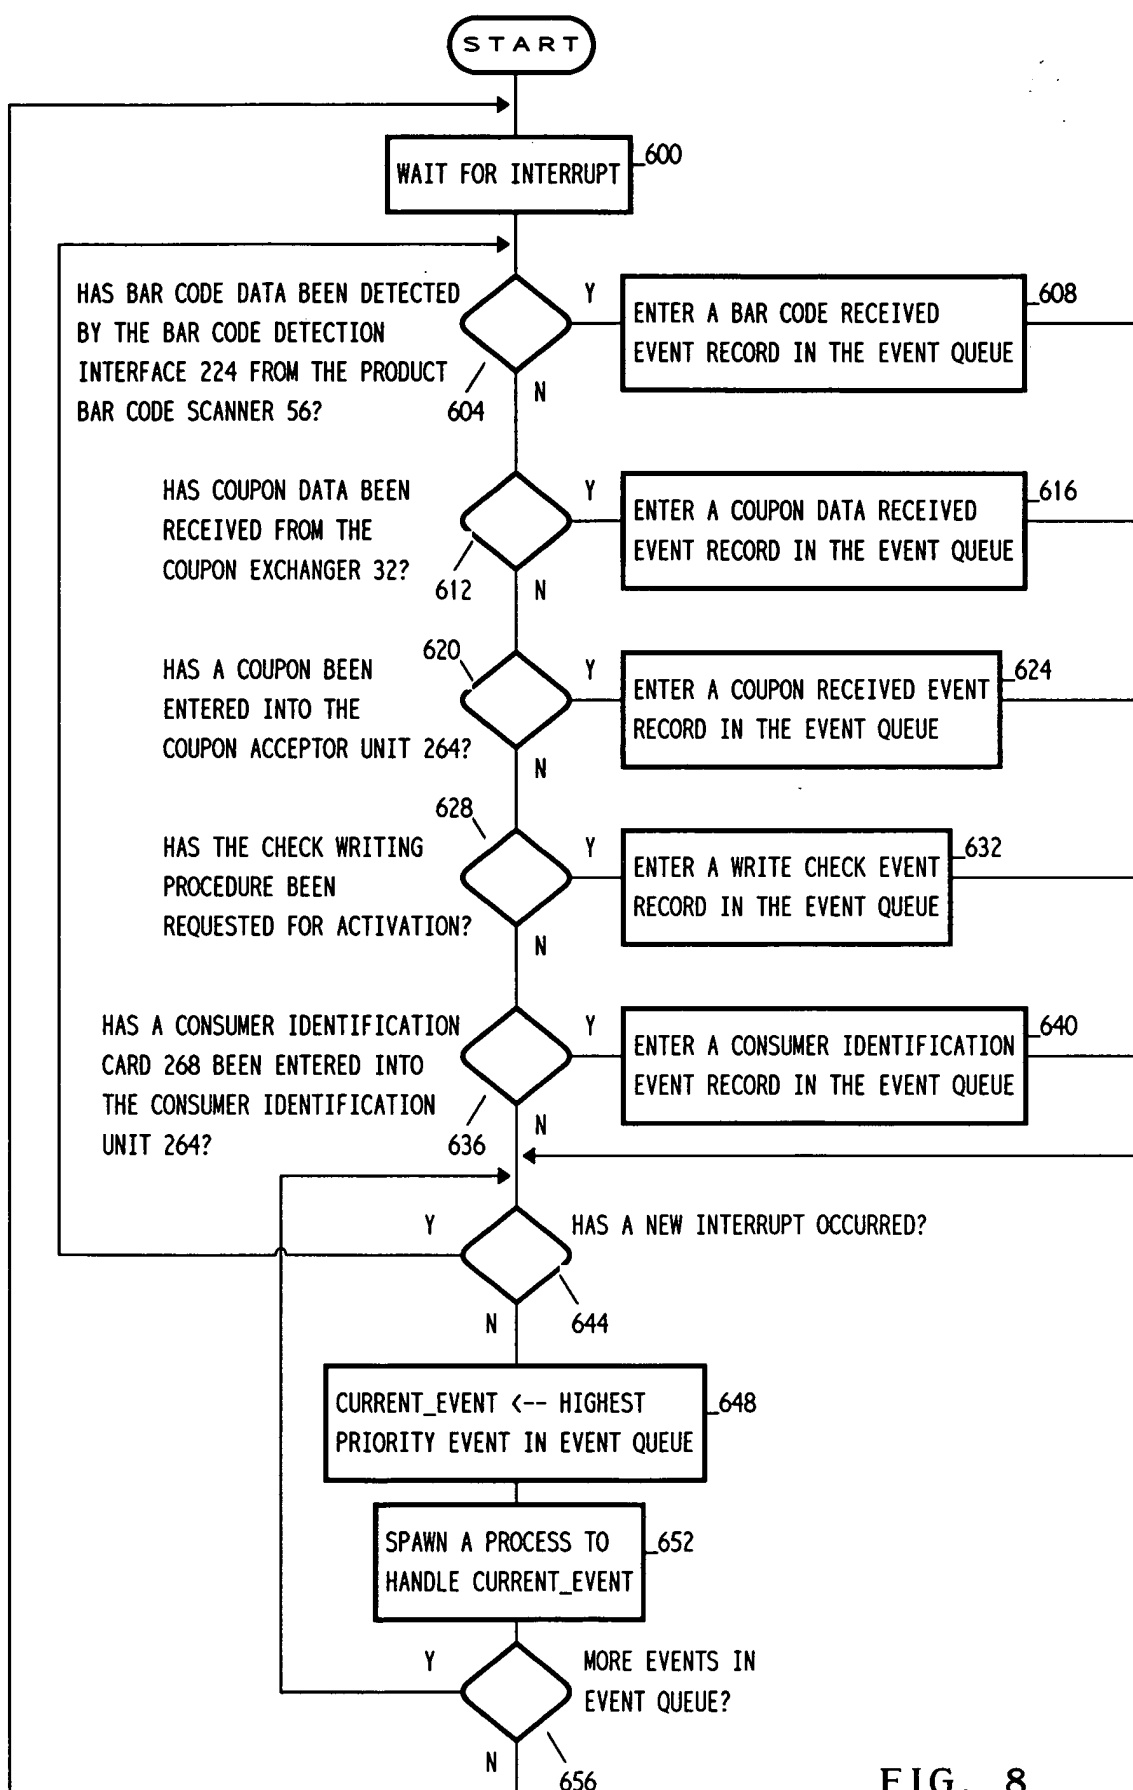 START
WAIT FOR INTERRUPT
600
HAS BAR CODE DATA BEEN DETECTED
BY THE BAR CODE DETECTION
INTERFACE 224 FROM THE PRODUCT
BAR CODE SCANNER 56?
604
Y
N
ENTER A BAR CODE RECEIVED
EVENT RECORD IN THE EVENT QUEUE
608
HAS COUPON DATA BEEN
RECEIVED FROM THE
COUPON EXCHANGER 32?
612
Y
N
ENTER A COUPON DATA RECEIVED
EVENT RECORD IN THE EVENT QUEUE
616
HAS A COUPON BEEN
ENTERED INTO THE
COUPON ACCEPTOR UNIT 264?
620
Y
N
ENTER A COUPON RECEIVED EVENT
RECORD IN THE EVENT QUEUE
624
HAS THE CHECK WRITING
PROCEDURE BEEN
REQUESTED FOR ACTIVATION?
628
Y
N
ENTER A WRITE CHECK EVENT
RECORD IN THE EVENT QUEUE
632
HAS A CONSUMER IDENTIFICATION
CARD 268 BEEN ENTERED INTO
THE CONSUMER IDENTIFICATION
UNIT 264?
636
Y
N
ENTER A CONSUMER IDENTIFICATION
EVENT RECORD IN THE EVENT QUEUE
640
Y
HAS A NEW INTERRUPT OCCURRED?
N
644
CURRENT_EVENT <-- HIGHEST
PRIORITY EVENT IN EVENT QUEUE
648
SPAWN A PROCESS TO
HANDLE CURRENT_EVENT
652
Y
MORE EVENTS IN
EVENT QUEUE?
N
656
FIG. 8